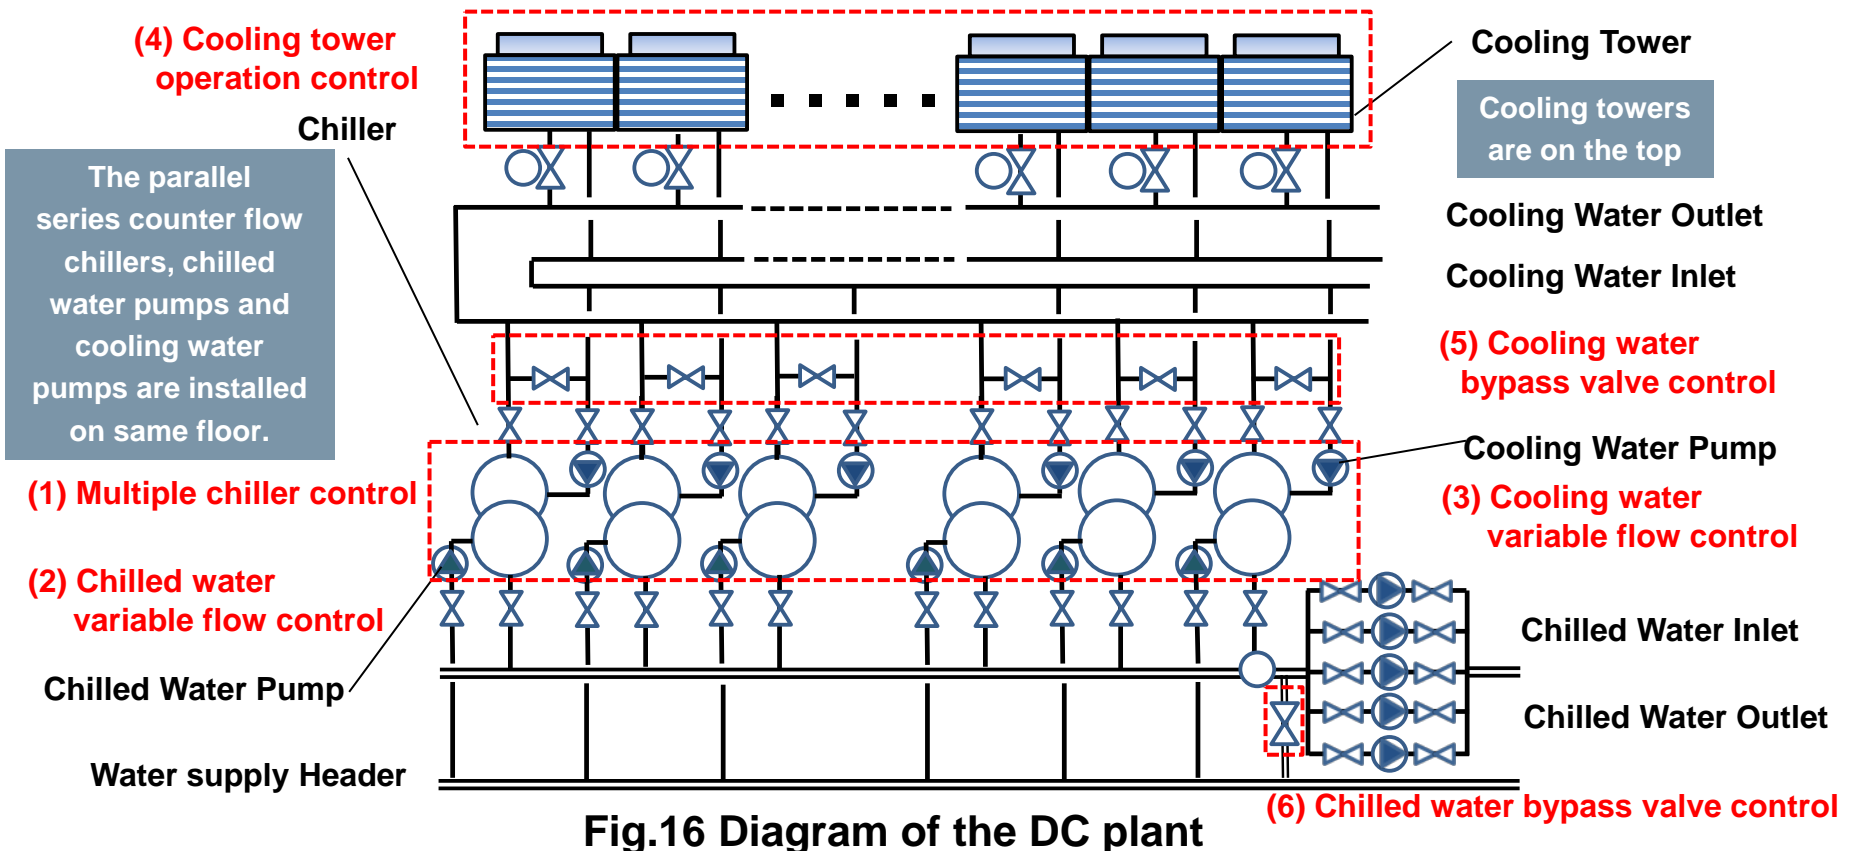 (4) Cooling tower
operation control
Chiller
The parallel
series counter flow
chillers, chilled
water pumps and
cooling water
pumps are installed
on same floor.
(1) Multiple chiller control
(2) Chilled water
variable flow control
Chilled Water Pump
Water supply Header
Cooling Tower
Cooling towers
are on the top
Cooling Water Outlet
Cooling Water Inlet
(5) Cooling water
bypass valve control
Cooling Water Pump
(3) Cooling water
variable flow control
Chilled Water Inlet
Chilled Water Outlet
(6) Chilled water bypass valve control
Fig.16 Diagram of the DC plant